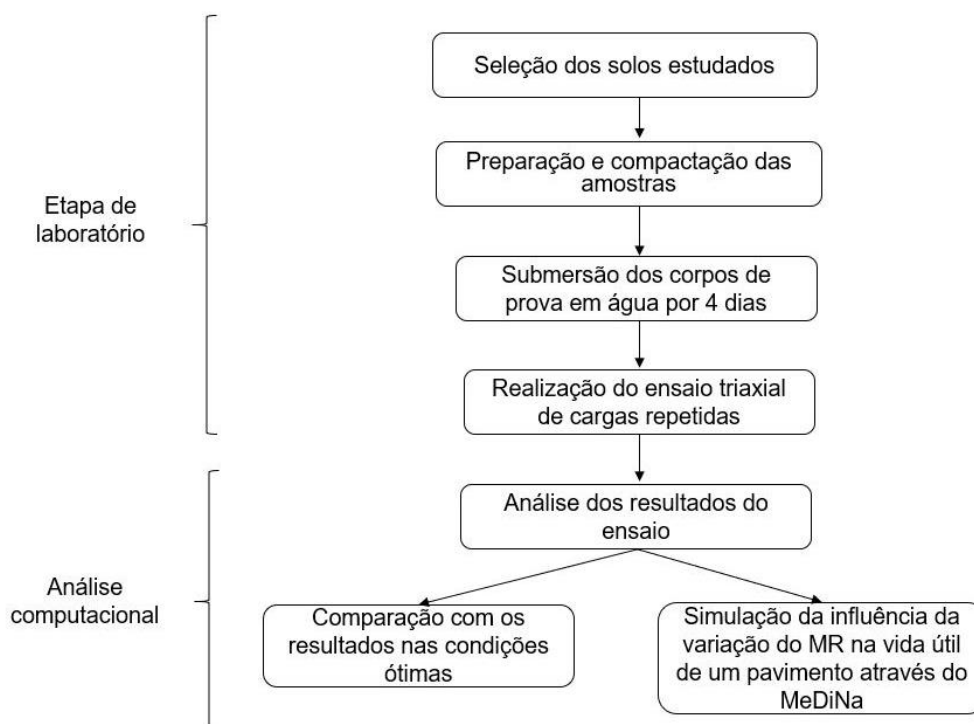 Seleção dos solos estudados
Preparação e compactação das
amostras
Etapa de
laboratório
Submersão dos corpos de
prova em água por 4 dias
Realização do ensaio triaxial
de cargas repetidas
Análise dos resultados do
ensaio
Análise
computacional
Comparação com os
resultados nas condições
ótimas
Simulação da influência da
variação do MR na vida útil
de um pavimento através do
MeDiNa